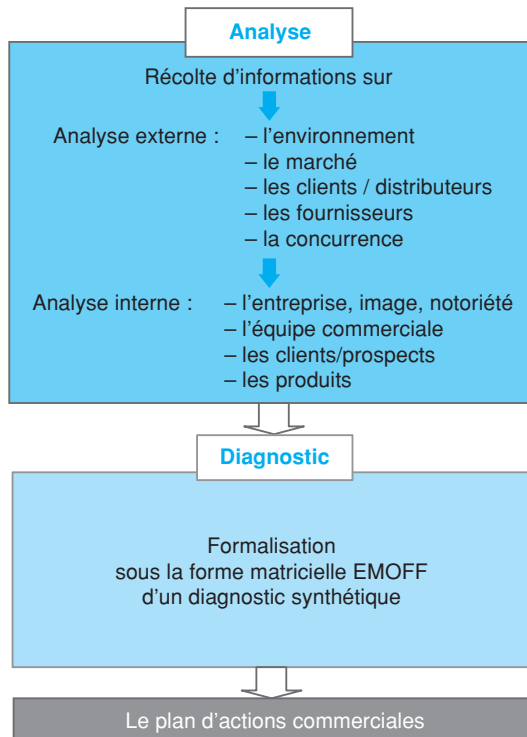 Analyse
Récolte d'informations sur
Analyse externe : – l'environnement
– le marché
– les clients / distributeurs
– les fournisseurs
– la concurrence
Analyse interne : – l'entreprise, image, notoriété
– l'équipe commerciale
– les clients/prospects
– les produits
Diagnostic
Formalisation
sous la forme matricielle EMOFF
d'un diagnostic synthétique
Le plan d'actions commerciales